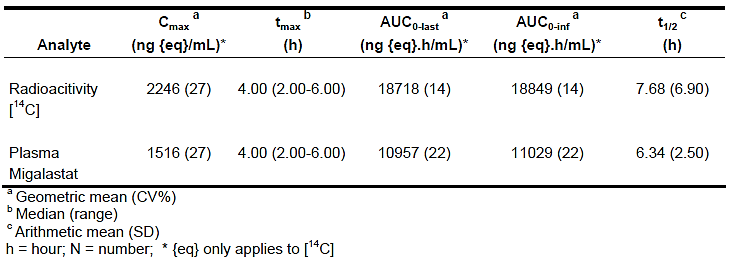 Analyte C<sub>max</sub><sup>a</sup> (ng {eq}/mL)* t<sub>max</sub><sup>b</sup> (h) AUC<sub>0-last</sub><sup>a</sup> (ng {eq}.h/mL)* AUC<sub>0-inf</sub><sup>a</sup> (ng {eq}.h/mL)* t<sub>1/2</sub><sup>c</sup> (h)
Radioacitivity 2246 (27) 4.00 (2.00-6.00) 18718 (14) 18849 (14) 7.68 (6.90)
[<sup>14</sup>C]
Plasma 1516 (27) 4.00 (2.00-6.00) 10957 (22) 11029 (22) 6.34 (2.50)
Migalastat
<sup>a</sup> Geometric mean (CV%)
<sup>b</sup> Median (range)
<sup>c</sup> Arithmetic mean (SD)
h = hour; N = number; * {eq} only applies to [<sup>14</sup>C]